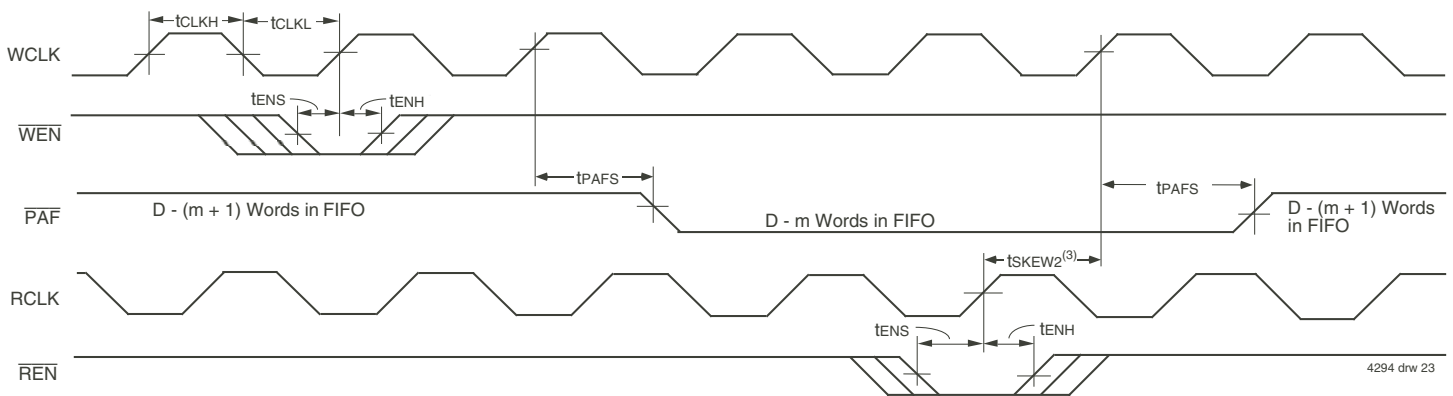 tCLKH
tCLKL
WCLK
tENS
tENH
WEN
tPAFS
tPAFS
PAF
D - (m + 1) Words in FIFO
D - m Words in FIFO
D - (m + 1) Words
in FIFO
tSKEW2(3)
RCLK
tENS
tENH
REN
4294 drw 23